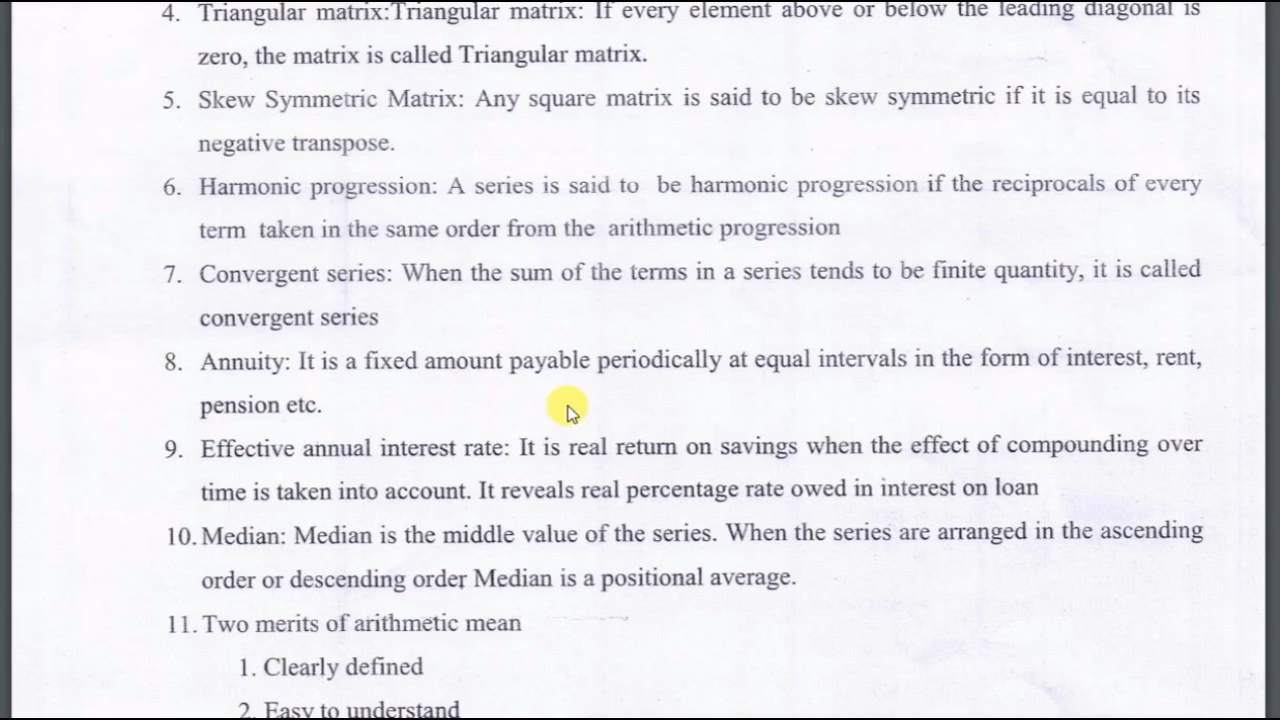 4. Triangular matrix:Triangular matrix: If every element above or below the leading diagonal is
zero, the matrix is called Triangular matrix.
5. Skew Symmetric Matrix: Any square matrix is said to be skew symmetric if it is equal to its
negative transpose.
6. Harmonic progression: A series is said to be harmonic progression if the reciprocals of every
term taken in the same order from the arithmetic progression
7. Convergent series: When the sum of the terms in a series tends to be finite quantity, it is called
convergent series
8. Annuity: It is a fixed amount payable periodically at equal intervals in the form of interest, rent,
pension etc.
9. Effective annual interest rate: It is real return on savings when the effect of compounding over
time is taken into account. It reveals real percentage rate owed in interest on loan
10. Median: Median is the middle value of the series. When the series are arranged in the ascending
order or descending order, Median is a positional average.
11. Two merits of arithmetic mean
1. Clearly defined
2. Easy to understand